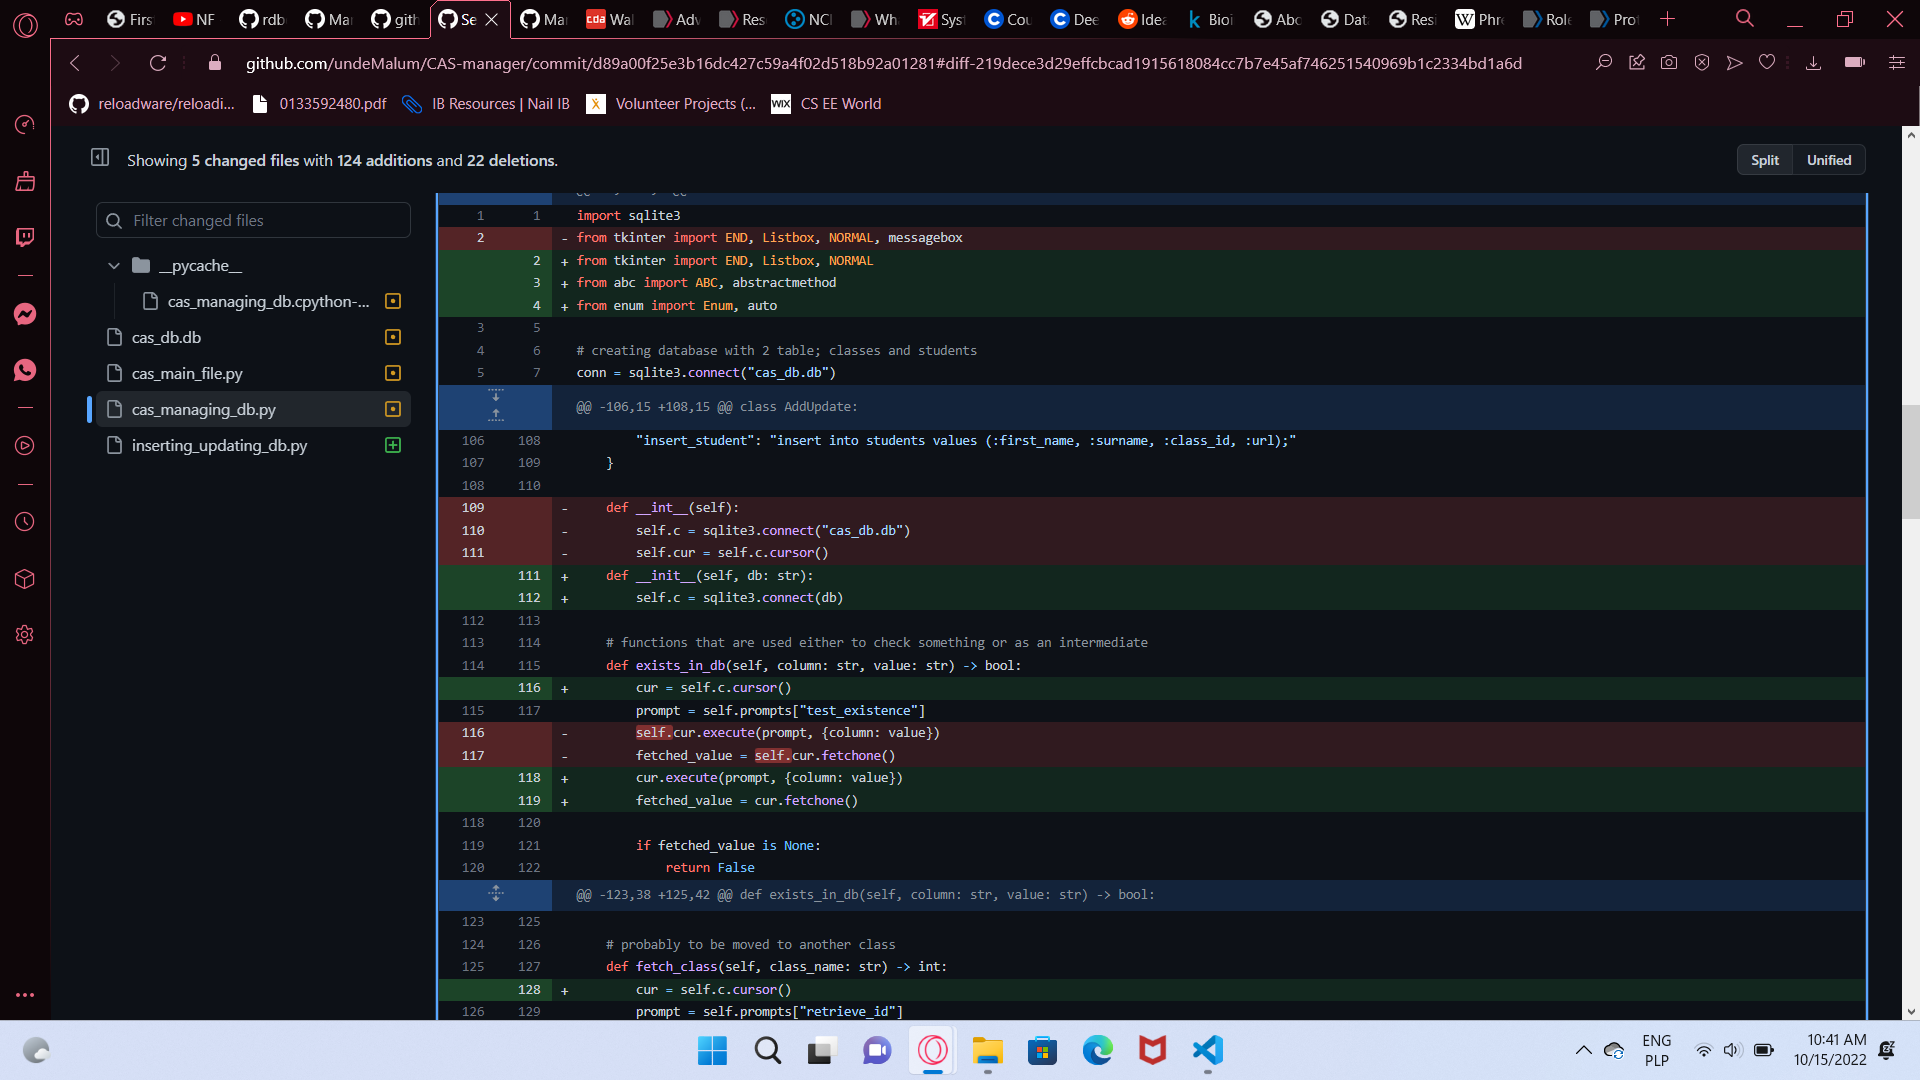 Firs
NF
rdb
Mar
gith
Se
Mar
cda Wal
Adv
Res
NCI
Wha
Syst
Cou
Dee
Idea
Bioi
Abo
Data
Resi
Phre
Role
Prot
github.com/undeMalum/CAS-manager/commit/d89a00f25e3b16dc427c59a4f02d518b92a01281#diff-219dece3d29effcbcad1915618084cc7b7e45af746251540969b1c2334bd1a6d
reloadware/reloadi... 0133592480.pdf IB Resources | Nail IB Volunteer Projects (... WIX CS EE World
Showing 5 changed files with 124 additions and 22 deletions.
Split Unified
Filter changed files
__pycache__
cas_managing_db.cpython-...
cas_db.db
cas_main_file.py
cas_managing_db.py
inserting_updating_db.py
1 1 import sqlite3
2 - from tkinter import END, Listbox, NORMAL, messagebox
2 + from tkinter import END, Listbox, NORMAL
3 + from abc import ABC, abstractmethod
4 + from enum import Enum, auto
3 5
4 6 # creating database with 2 table; classes and students
5 7 conn = sqlite3.connect("cas_db.db")
@@ -106,15 +108,15 @@ class AddUpdate:
106 108 "insert_student": "insert into students values (:first_name, :surname, :class_id, :url);"
107 109 }
108 110
109 - def __int__(self):
110 - self.c = sqlite3.connect("cas_db.db")
111 - self.cur = self.c.cursor()
111 + def __init__(self, db: str):
112 + self.c = sqlite3.connect(db)
112 113
113 114 # functions that are used either to check something or as an intermediate
114 115 def exists_in_db(self, column: str, value: str) -> bool:
116 + cur = self.c.cursor()
115 117 prompt = self.prompts["test_existence"]
116 - self.cur.execute(prompt, {column: value})
117 - fetched_value = self.cur.fetchone()
118 + cur.execute(prompt, {column: value})
119 + fetched_value = cur.fetchone()
118 120
119 121 if fetched_value is None:
120 122 return False
@@ -123,38 +125,42 @@ def exists_in_db(self, column: str, value: str) -> bool:
123 125
124 126 # probably to be moved to another class
125 127 def fetch_class(self, class_name: str) -> int:
128 + cur = self.c.cursor()
126 129 prompt = self.prompts["retrieve_id"]
ENG
PLP
10:41 AM
10/15/2022